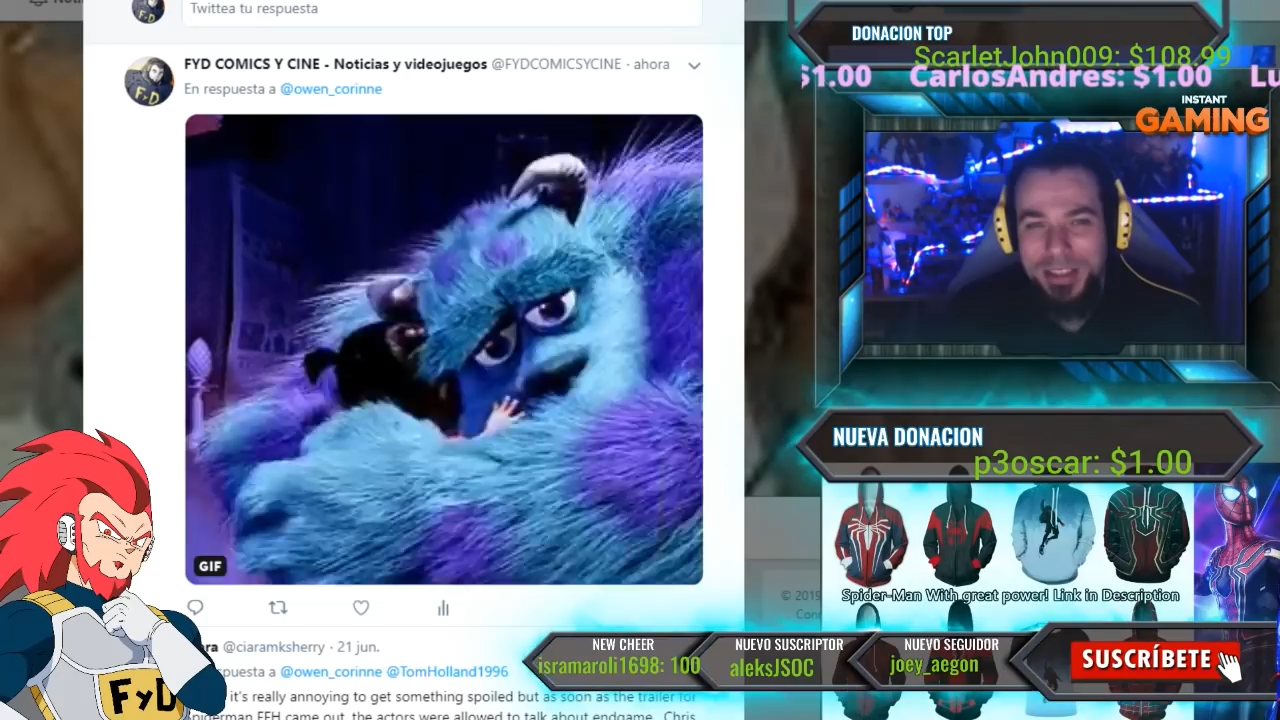 Twittea tu respuesta
FYD COMICS Y CINE - Noticias y videojuegos @FYDCOMICSYCINE · ahora
En respuesta a @owen_corinne
GIF
@ciaramksherry · 21 jun.
@owen_corinne @TomHolland1996
it's really annoying to get something spoiled but as soon as the trailer for
FFH came out, the actors were allowed to talk about endgame. Chris
© 2019
FyD
DONACION TOP
ScarletJohn009: $108.99
$1.00 CarlosAndres: $1.00 Lu
INSTANT
GAMING
NUEVA DONACION
p3oscar: $1.00
Spider-Man With great power! Link in Description
NEW CHEER
isramaroli1698: 100
NUEVO SUSCRIPTOR
aleksJSOC
NUEVO SEGUIDOR
joey_aegon
SUSCRÍBETE